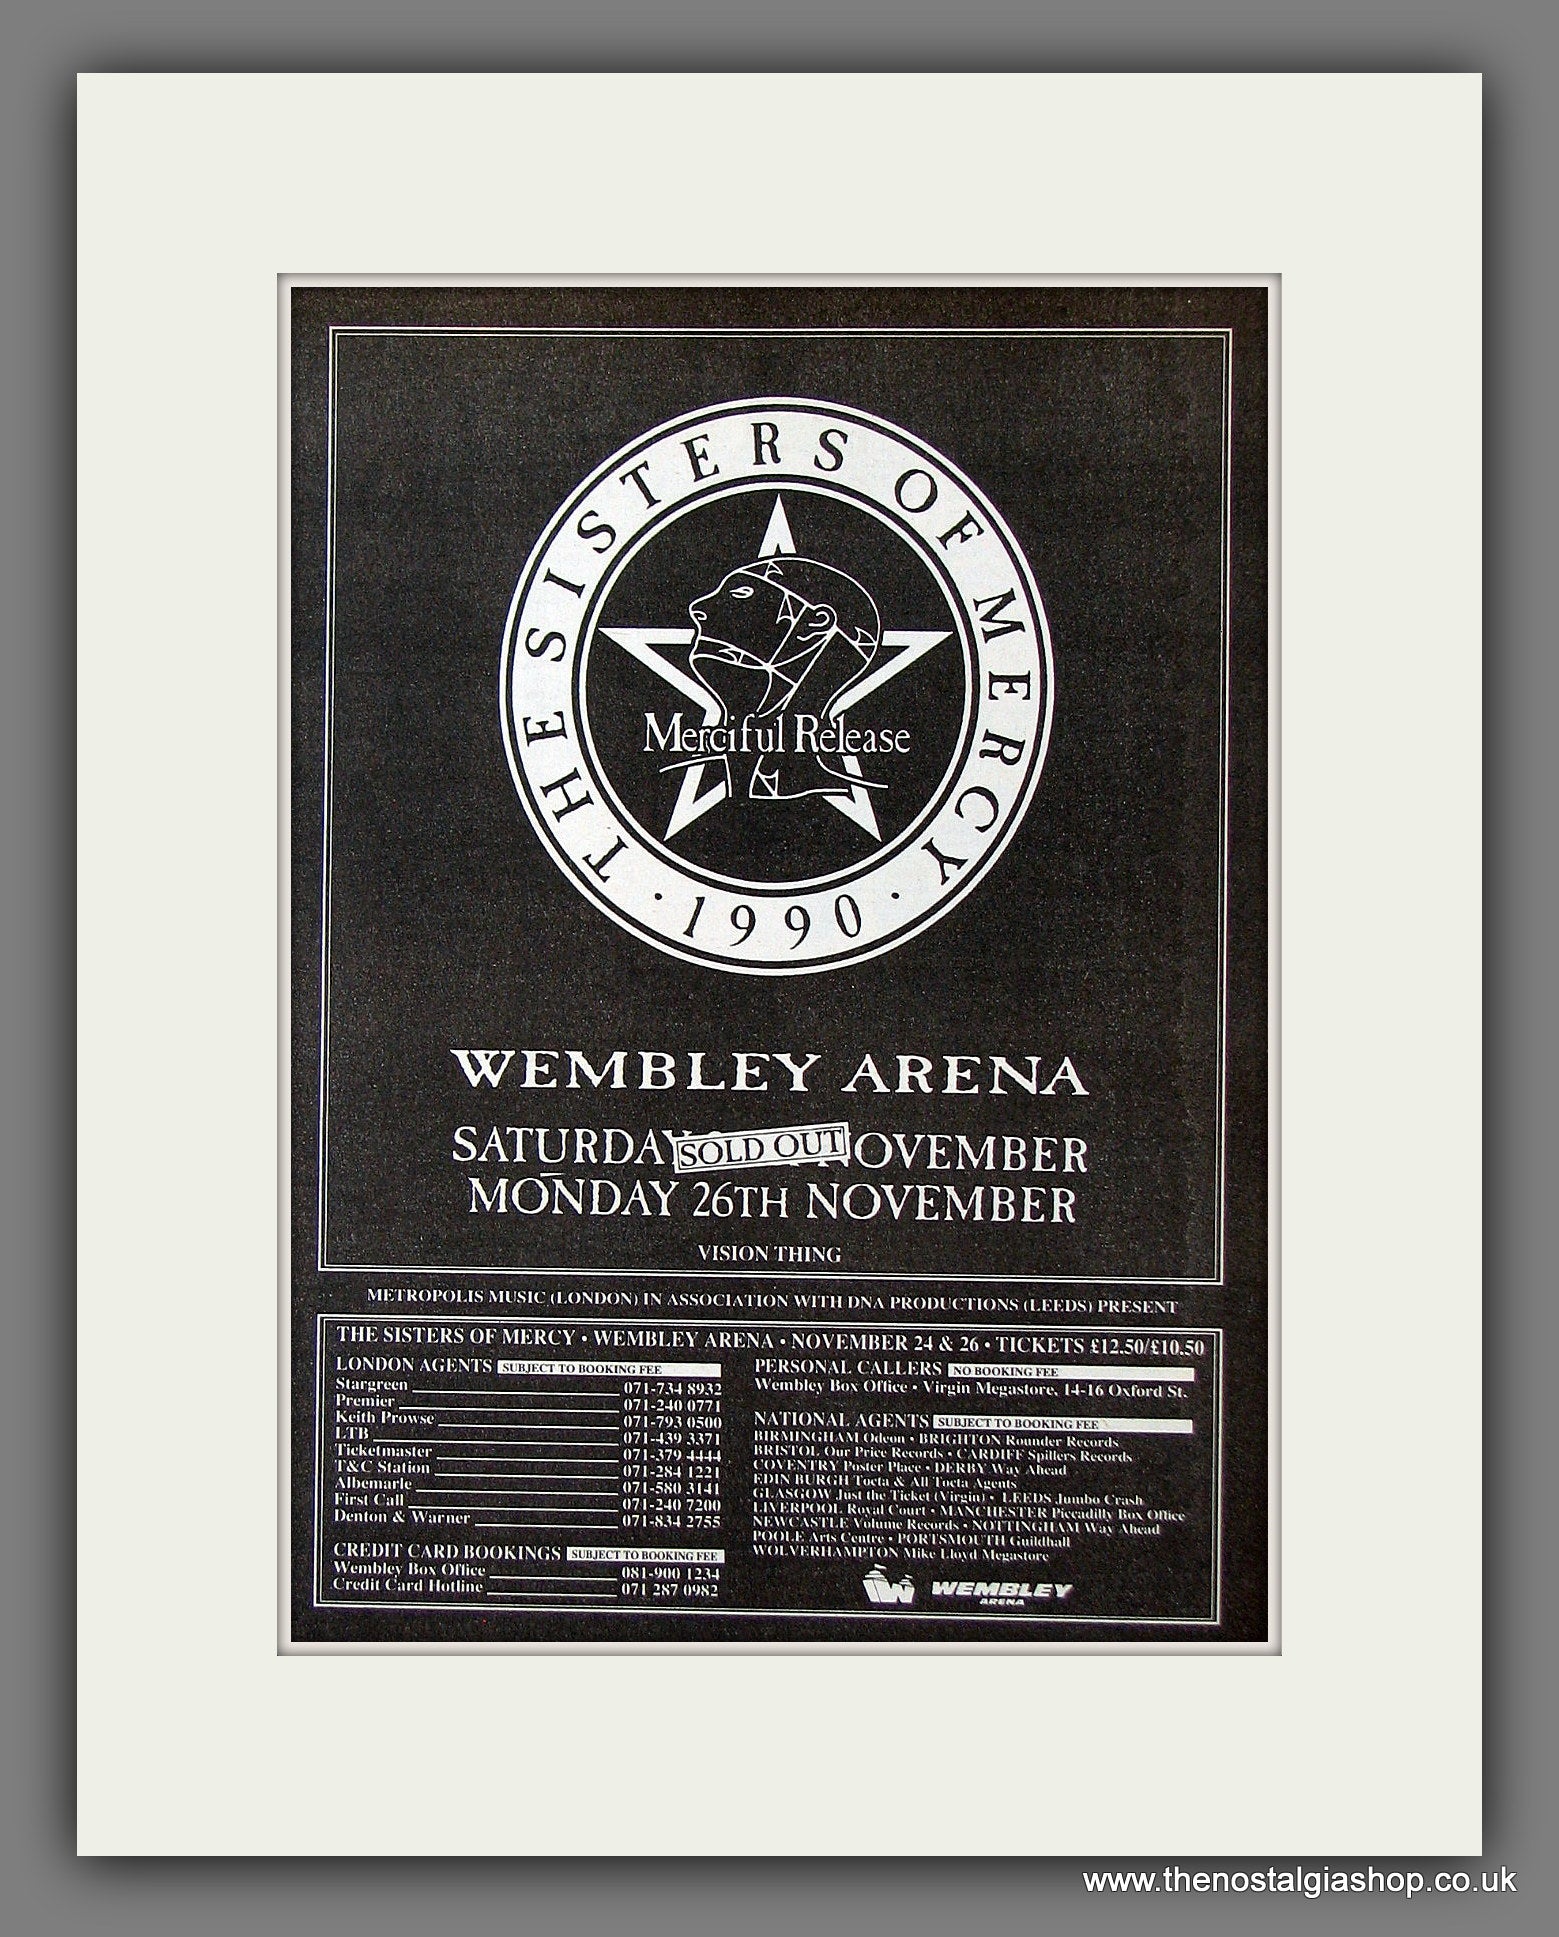 THE SISTERS OF MERCY
· 1990 ·
Merciful Release
WEMBLEY ARENA
SATURDAY SOLD OUT NOVEMBER
MONDAY 26TH NOVEMBER
VISION THING
METROPOLIS MUSIC (LONDON) IN ASSOCIATION WITH DNA PRODUCTIONS (LEEDS) PRESENT
THE SISTERS OF MERCY • WEMBLEY ARENA • NOVEMBER 24 & 26 • TICKETS £12.50/£10.50
LONDON AGENTS SUBJECT TO BOOKING FEE
Stargreen 071-734 8932
Premier 071-240 0771
Keith Prowse 071-793 0500
LTB 071-439 3371
Ticketmaster 071-379 4444
T&C Station 071-284 1221
Albemarle 071-580 3141
First Call 071-240 7200
Denton & Warner 071-834 2755
CREDIT CARD BOOKINGS SUBJECT TO BOOKING FEE
Wembley Box Office 081-900 1234
Credit Card Hotline 071 287 0982
PERSONAL CALLERS NO BOOKING FEE
Wembley Box Office • Virgin Megastore, 14-16 Oxford St.
NATIONAL AGENTS SUBJECT TO BOOKING FEE
BIRMINGHAM Odeon • BRIGHTON Rounder Records
BRISTOL Our Price Records • CARDIFF Spillers Records
COVENTRY Poster Place • DERBY Way Ahead
EDINBURGH Tocta & All Tocta Agents
GLASGOW Just the Ticket (Virgin) • LEEDS Jumbo Crash
LIVERPOOL Royal Court • MANCHESTER Piccadilly Box Office
NEWCASTLE Volume Records • NOTTINGHAM Way Ahead
POOLE Arts Centre • PORTSMOUTH Guildhall
WOLVERHAMPTON Mike Lloyd Megastore
W WEMBLEY
ARENA
www.thenostalgiashop.co.uk